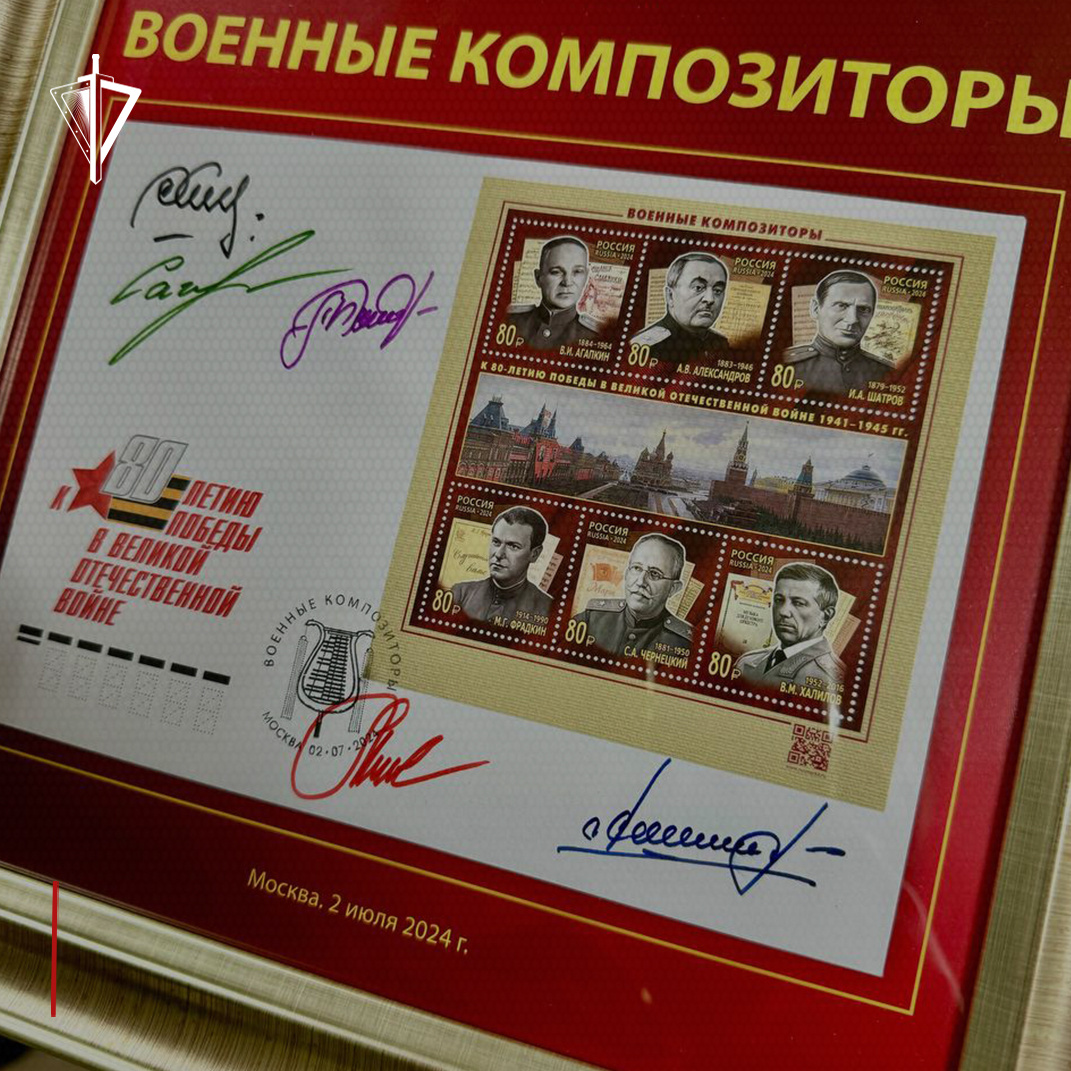 ВОЕННЫЕ КОМПОЗИТОРЫ
ВОЕННЫЕ КОМПОЗИТОРЫ
РОССИЯ
RUSSIA • 2024
80₽
1884–1964
В.И. АГАПКИН
РОССИЯ
RUSSIA • 2024
80₽
1883–1946
А.В. АЛЕКСАНДРОВ
РОССИЯ
RUSSIA • 2024
80₽
1879–1952
И.А. ШАТРОВ
К 80-ЛЕТИЮ ПОБЕДЫ В ВЕЛИКОЙ ОТЕЧЕСТВЕННОЙ ВОЙНЕ 1941–1945 гг.
РОССИЯ
RUSSIA • 2024
80₽
1914–1990
М.Г. ФРАДКИН
РОССИЯ
RUSSIA • 2024
80₽
1881–1950
С.А. ЧЕРНЕЦКИЙ
РОССИЯ
RUSSIA • 2024
80₽
1952–2016
В.М. ХАЛИЛОВ
К 80 ЛЕТИЮ
ПОБЕДЫ
В ВЕЛИКОЙ
ОТЕЧЕСТВЕННОЙ
ВОЙНЕ
ВОЕННЫЕ КОМПОЗИТОРЫ
МОСКВА 02•07•2024
Москва, 2 июля 2024 г.